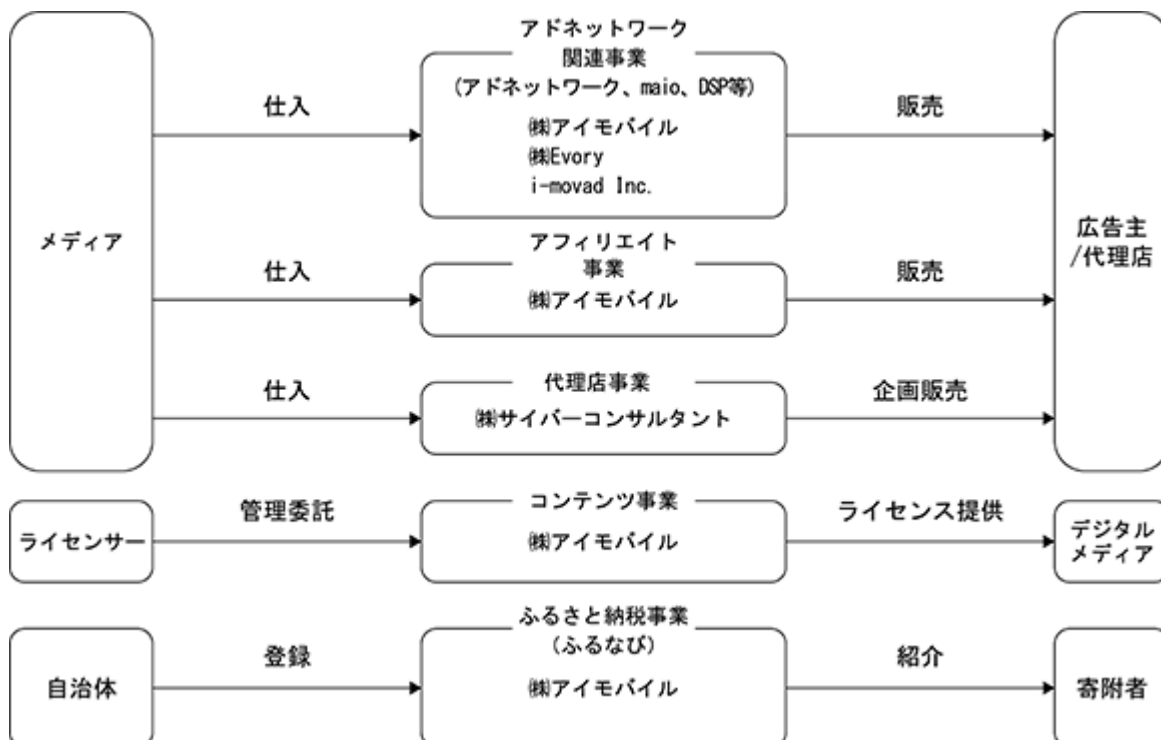 メディア
仕入
アドネットワーク
関連事業
(アドネットワーク、maio、DSP等)
㈱アイモバイル
㈱Evory
i-movad Inc.
販売
広告主
/代理店
仕入
アフィリエイト
事業
㈱アイモバイル
販売
仕入
代理店事業
㈱サイバーコンサルタント
企画販売
ライセンサー
管理委託
コンテンツ事業
㈱アイモバイル
ライセンス提供
デジタル
メディア
自治体
登録
ふるさと納税事業
(ふるなび)
㈱アイモバイル
紹介
寄附者